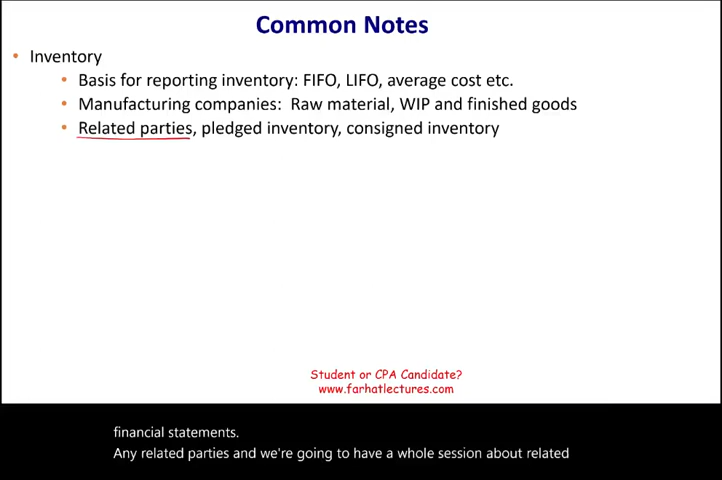 Common Notes
• Inventory
• Basis for reporting inventory: FIFO, LIFO, average cost etc.
• Manufacturing companies:  Raw material, WIP and finished goods
• Related parties, pledged inventory, consigned inventory
Student or CPA Candidate?
www.farhatlectures.com
financial statements.
Any related parties and we're going to have a whole session about related